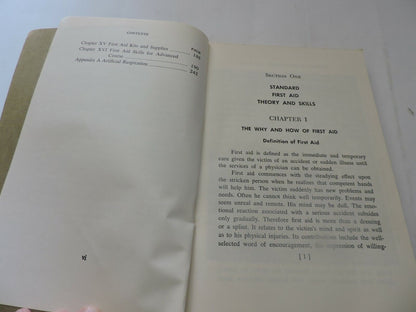 CONTENTS
PAGE
Chapter XV First Aid Kits and Supplies
Chapter XVI First Aid Skills for Advanced
Course
Appendix A Artificial Respiration
241
vi
SECTION ONE
STANDARD
FIRST AID
THEORY AND SKILLS
CHAPTER 1
THE WHY AND HOW OF FIRST AID
Definition of First Aid
First aid is defined as the immediate and temporary
care given the victim of an accident or sudden illness until
the services of a physician can be obtained.
First aid commences with the steadying effect upon
the stricken person when he realizes that competent hands
will help him. The victim suddenly has new problems and
needs. Often he cannot think well temporarily. Events may
seem unreal and remote. His mind may be dull. The emo-
tional reaction associated with a serious accident subsides
only gradually. Therefore first aid is more than a dressing
or a splint. It relates to the victim's mind and spirit as well
as to his physical injuries. Its contributions include the well-
selected word of encouragement, the expression of willing-
[ 1 ]